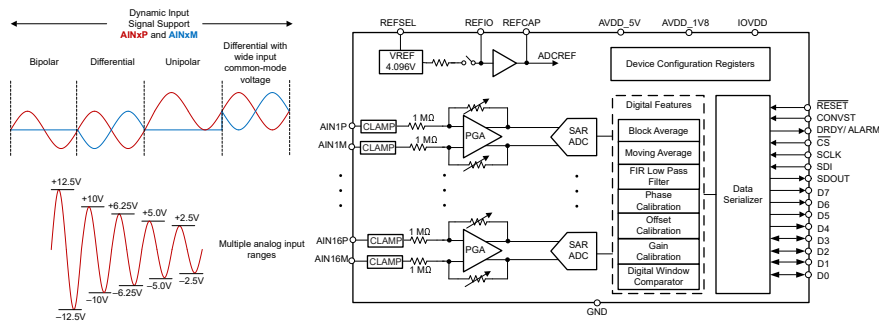 Dynamic Input
Signal Support
AINxP and AINxM
Bipolar
Differential
Unipolar
Differential with
wide input
common-mode
voltage
+12.5V
+10V
+6.25V
+5.0V
+2.5V
−12.5V
−10V
−6.25V
−5.0V
−2.5V
Multiple analog input
ranges
REFSEL
REFIO
REFCAP
AVDD_5V
AVDD_1V8
IOVDD
VREF
4.096V
ADCREF
Device Configuration Registers
AIN1P
CLAMP
1 MΩ
AIN1M
CLAMP
1 MΩ
PGA
SAR
ADC
AIN16P
CLAMP
1 MΩ
AIN16M
CLAMP
1 MΩ
PGA
SAR
ADC
Digital Features
Block Average
Moving Average
FIR Low Pass
Filter
Phase
Calibration
Offset
Calibration
Gain
Calibration
Digital Window
Comparator
Data
Serializer
RESET
CONVST
DRDY/ ALARM
CS
SCLK
SDI
SDOUT
D7
D6
D5
D4
D3
D2
D1
D0
GND